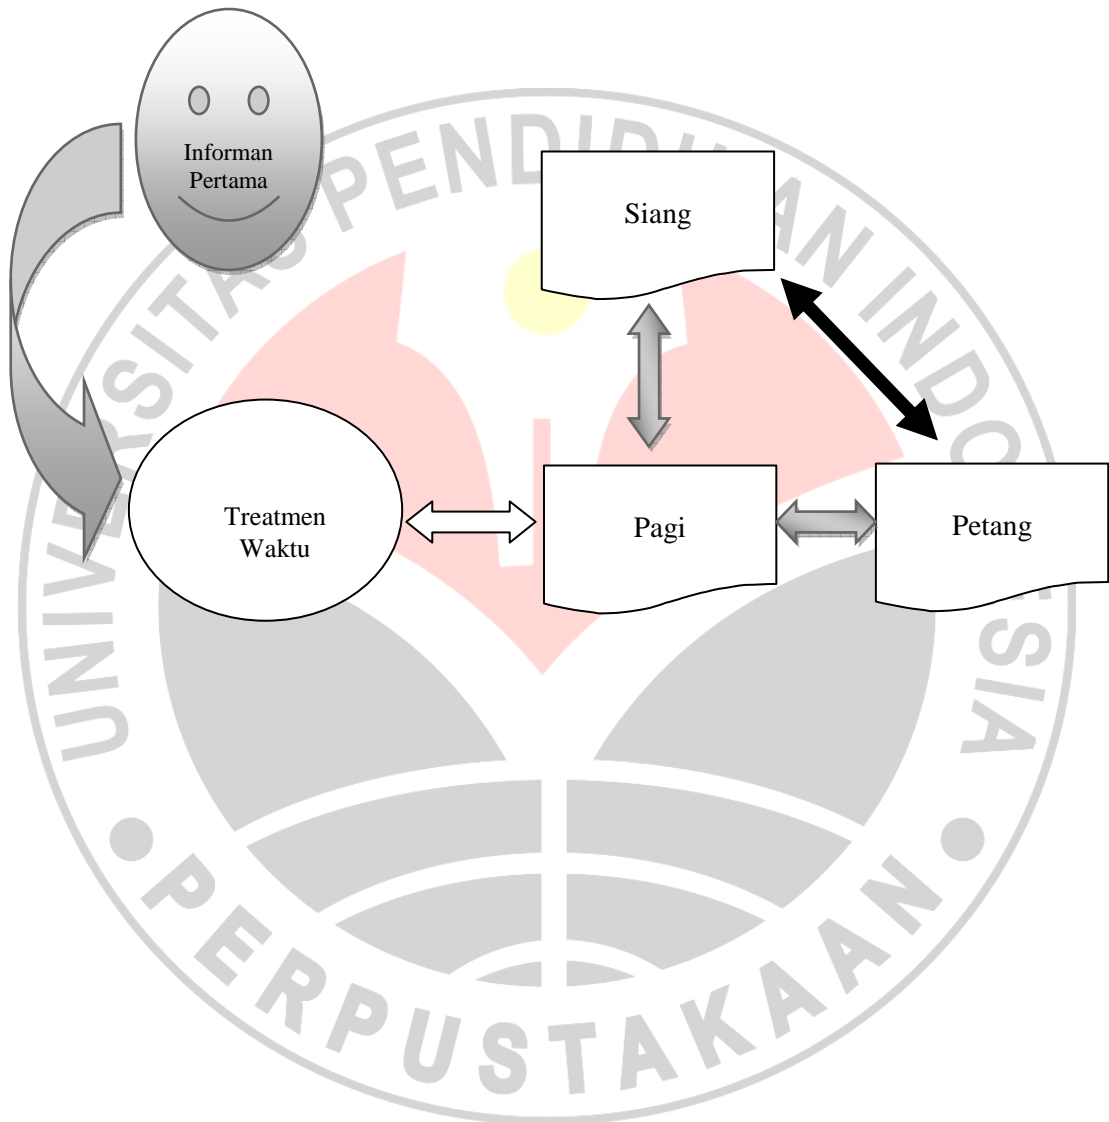 Informan
Pertama
Siang
Treatmen
Waktu
Pagi
Petang
UNIVERSITAS PENDIDIKAN INDONESIA
PERPUSTAKAAN